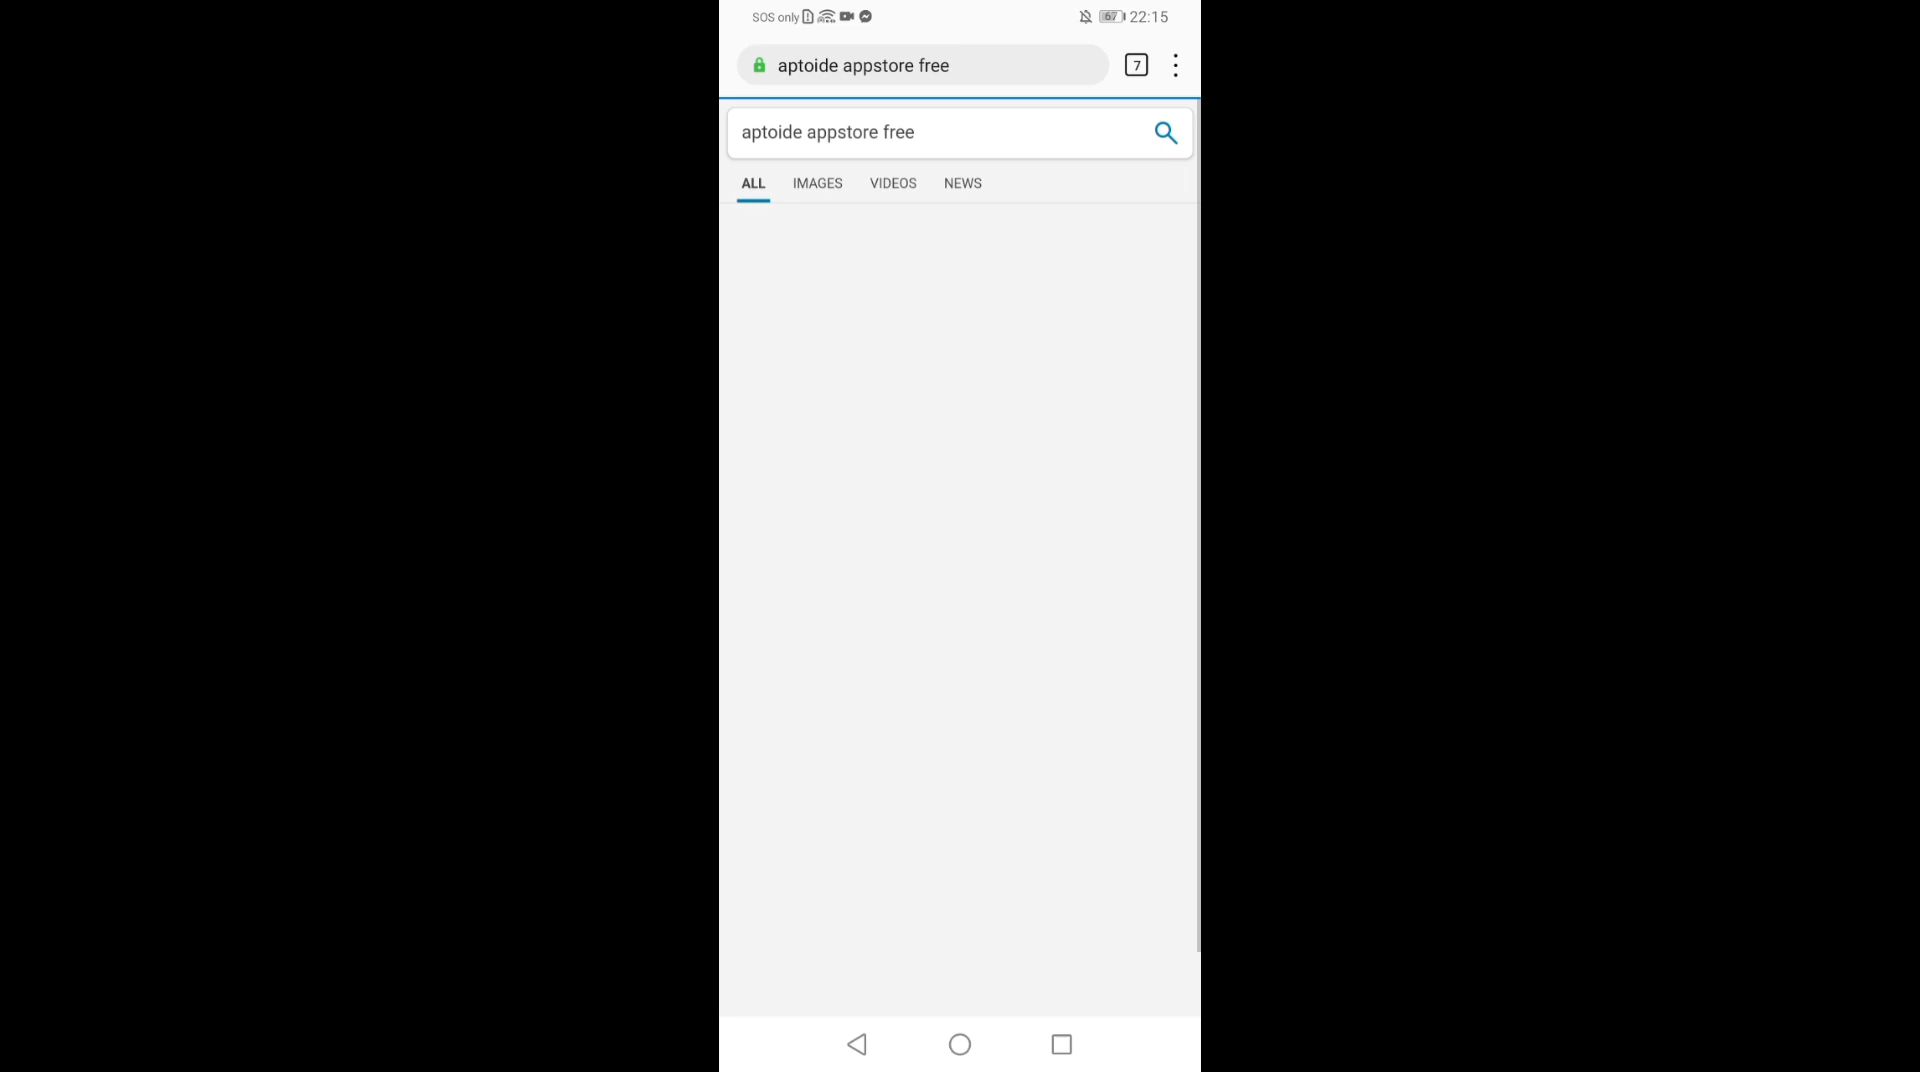 SOS only 67 22:15
aptoide appstore free 7
aptoide appstore free
ALL IMAGES VIDEOS NEWS